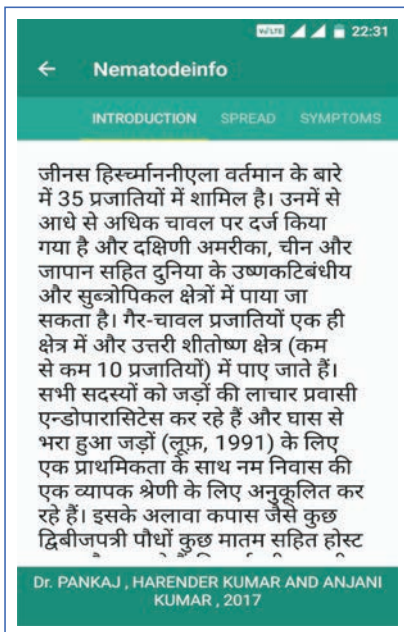 VoLTE 22:31
Nematodeinfo
INTRODUCTION SPREAD SYMPTOMS
जीनस हिर्स्च्माननीएला वर्तमान के बारे
में 35 प्रजातियों में शामिल है। उनमें से
आधे से अधिक चावल पर दर्ज किया
गया है और दक्षिणी अमरीका, चीन और
जापान सहित दुनिया के उष्णकटिबंधीय
और सुब्त्रोपिकल क्षेत्रों में पाया जा
सकता है। गैर-चावल प्रजातियों एक ही
क्षेत्र में और उत्तरी शीतोष्ण क्षेत्र (कम
से कम 10 प्रजातियों) में पाए जाते हैं।
सभी सदस्यों को जड़ों की लाचार प्रवासी
एन्डोपारासिटेस कर रहे हैं और घास से
भरा हुआ जड़ों (लूफ़, 1991) के लिए
एक प्राथमिकता के साथ नम निवास की
एक व्यापक श्रेणी के लिए अनुकूलित कर
रहे हैं। इसके अलावा कपास जैसे कुछ
द्विबीजपत्री पौधों कुछ मातम सहित होस्ट
Dr. PANKAJ , HARENDER KUMAR AND ANJANI
KUMAR , 2017